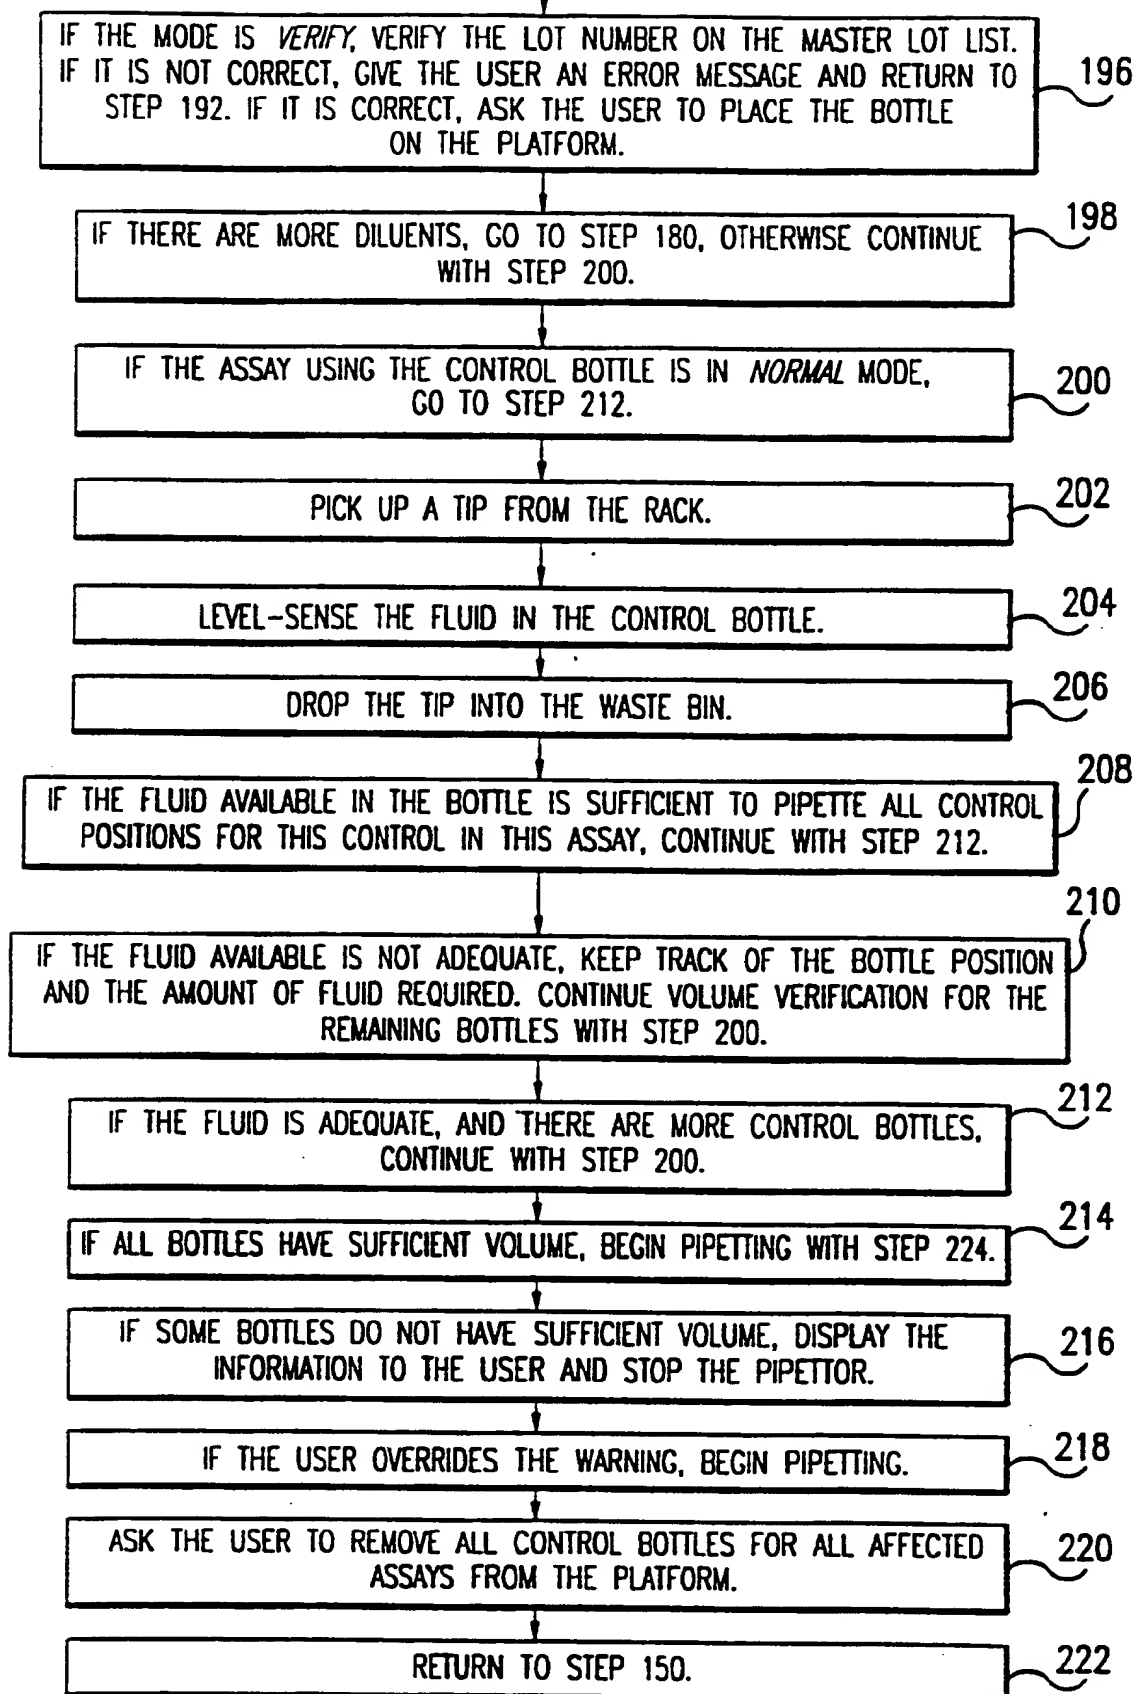 IF THE MODE IS VERIFY, VERIFY THE LOT NUMBER ON THE MASTER LOT LIST.
IF IT IS NOT CORRECT, GIVE THE USER AN ERROR MESSAGE AND RETURN TO
STEP 192. IF IT IS CORRECT, ASK THE USER TO PLACE THE BOTTLE
ON THE PLATFORM.
196
IF THERE ARE MORE DILUENTS, GO TO STEP 180, OTHERWISE CONTINUE
WITH STEP 200.
198
IF THE ASSAY USING THE CONTROL BOTTLE IS IN NORMAL MODE,
GO TO STEP 212.
200
PICK UP A TIP FROM THE RACK.
202
LEVEL-SENSE THE FLUID IN THE CONTROL BOTTLE.
204
DROP THE TIP INTO THE WASTE BIN.
206
IF THE FLUID AVAILABLE IN THE BOTTLE IS SUFFICIENT TO PIPETTE ALL CONTROL
POSITIONS FOR THIS CONTROL IN THIS ASSAY, CONTINUE WITH STEP 212.
208
IF THE FLUID AVAILABLE IS NOT ADEQUATE, KEEP TRACK OF THE BOTTLE POSITION
AND THE AMOUNT OF FLUID REQUIRED. CONTINUE VOLUME VERIFICATION FOR THE
REMAINING BOTTLES WITH STEP 200.
210
IF THE FLUID IS ADEQUATE, AND THERE ARE MORE CONTROL BOTTLES,
CONTINUE WITH STEP 200.
212
IF ALL BOTTLES HAVE SUFFICIENT VOLUME, BEGIN PIPETTING WITH STEP 224.
214
IF SOME BOTTLES DO NOT HAVE SUFFICIENT VOLUME, DISPLAY THE
INFORMATION TO THE USER AND STOP THE PIPETTOR.
216
IF THE USER OVERRIDES THE WARNING, BEGIN PIPETTING.
218
ASK THE USER TO REMOVE ALL CONTROL BOTTLES FOR ALL AFFECTED
ASSAYS FROM THE PLATFORM.
220
RETURN TO STEP 150.
222